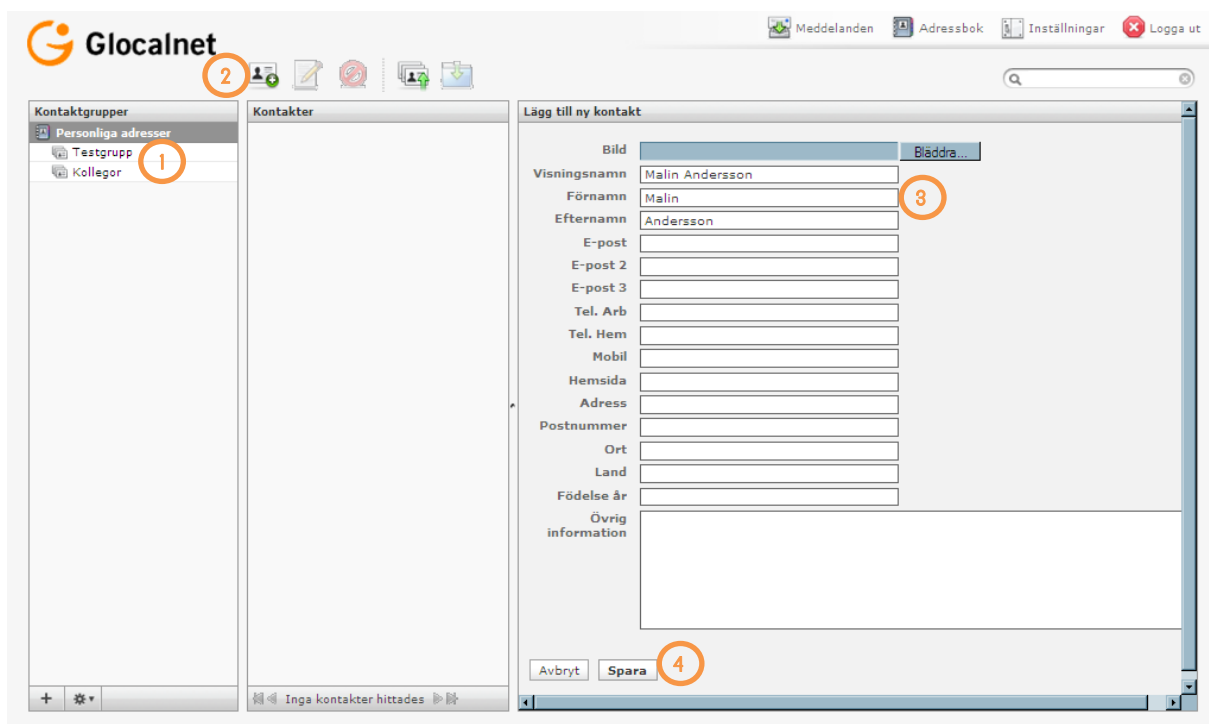 Glocalnet
Meddelanden
Adressbok
Inställningar
Logga ut
2
Kontaktgrupper
Personliga adresser
Testgrupp
Kollegor
1
Kontakter
Inga kontakter hittades
Lägg till ny kontakt
Bild
Bläddra...
Visningsnamn Malin Andersson
Förnamn Malin
3
Efternamn Andersson
E-post
E-post 2
E-post 3
Tel. Arb
Tel. Hem
Mobil
Hemsida
Adress
Postnummer
Ort
Land
Födelse år
Övrig
information
Avbryt
Spara
4